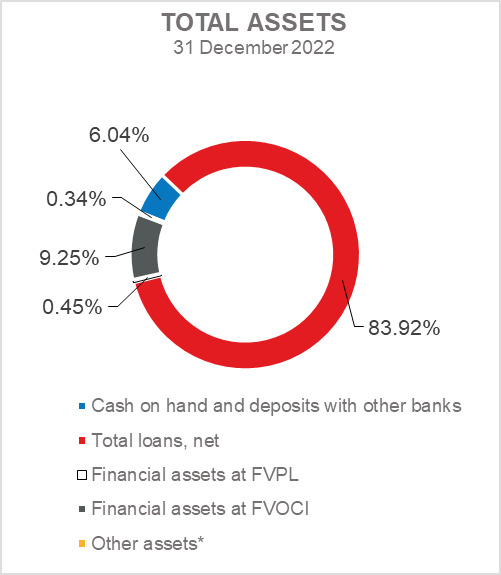 TOTAL ASSETS
31 December 2022
6.04%
0.34%
9.25%
0.45%
83.92%
Cash on hand and deposits with other banks
Total loans, net
Financial assets at FVPL
Financial assets at FVOCI
Other assets*